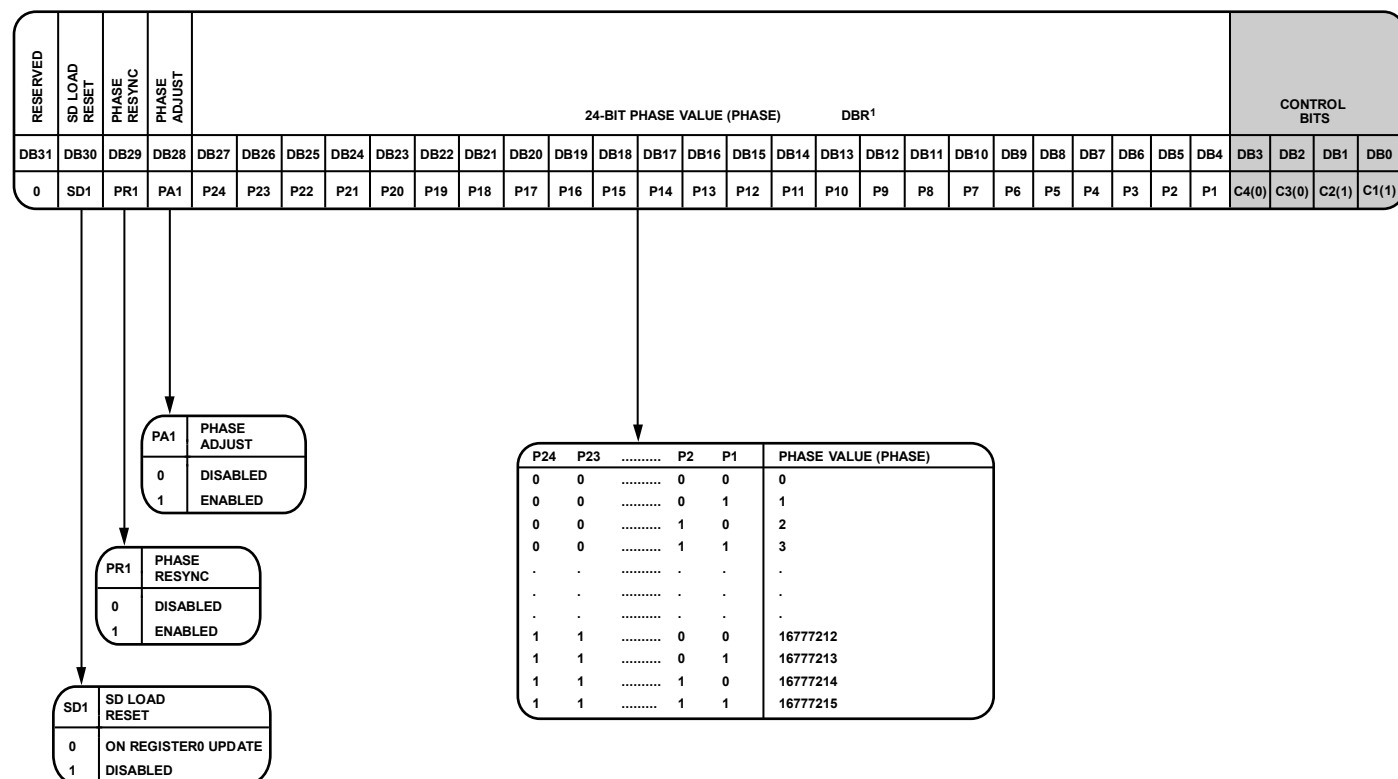 RESERVED
SD LOAD
RESET
PHASE
RESYNC
PHASE
ADJUST
24-BIT PHASE VALUE (PHASE) DBR1
CONTROL
BITS
DB31 DB30 DB29 DB28 DB27 DB26 DB25 DB24 DB23 DB22 DB21 DB20 DB19 DB18 DB17 DB16 DB15 DB14 DB13 DB12 DB11 DB10 DB9 DB8 DB7 DB6 DB5 DB4 DB3 DB2 DB1 DB0
0 SD1 PR1 PA1 P24 P23 P22 P21 P20 P19 P18 P17 P16 P15 P14 P13 P12 P11 P10 P9 P8 P7 P6 P5 P4 P3 P2 P1 C4(0) C3(0) C2(1) C1(1)
PA1 PHASE
ADJUST
0 DISABLED
1 ENABLED
PR1 PHASE
RESYNC
0 DISABLED
1 ENABLED
SD1 SD LOAD
RESET
0 ON REGISTER0 UPDATE
1 DISABLED
P24 P23 .......... P2 P1 PHASE VALUE (PHASE)
0 0 .......... 0 0 0
0 0 .......... 0 1 1
0 0 .......... 1 0 2
0 0 .......... 1 1 3
. . .......... . . .
. . .......... . . .
. . .......... . . .
1 1 .......... 0 0 16777212
1 1 .......... 0 1 16777213
1 1 .......... 1 0 16777214
1 1 ......... 1 1 16777215